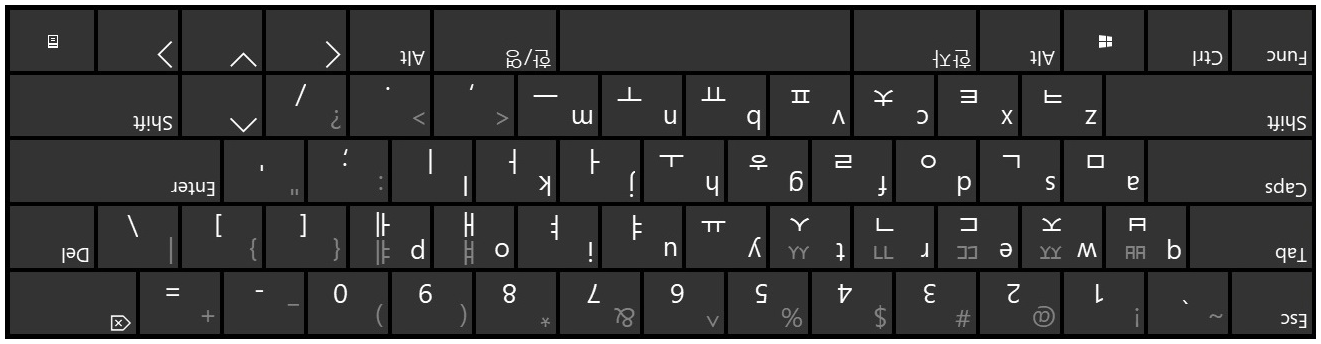 Esc ~ ` ! 1 @ 2 # 3 $ 4 % 5 ^ 6 & 7 * 8 ( 9 ) 0 _ - + =
Tab q ㅃ ㅂ w ㅉ ㅈ e ㄸ ㄷ r ㄲ ㄱ t ㅆ ㅅ y ㅛ u ㅕ i ㅑ o ㅒ ㅐ p ㅖ ㅔ { [ } ] | \ Del
Caps a ㅁ s ㄴ d ㅇ f ㄹ g ㅎ h ㅗ j ㅓ k ㅏ l ㅣ : ; " ' Enter
Shift z ㅋ x ㅌ c ㅊ v ㅍ b ㅠ n ㅜ m ㅡ < , > . ? / Shift
Func Ctrl Alt 한자 한/영 Alt